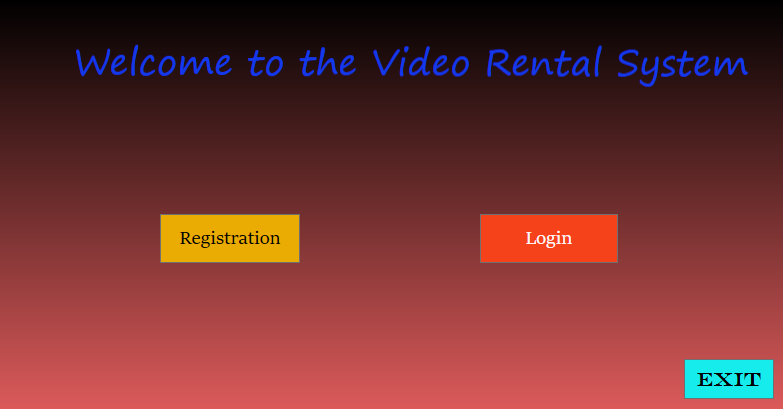 Welcome to the Video Rental System
Registration
Login
EXIT